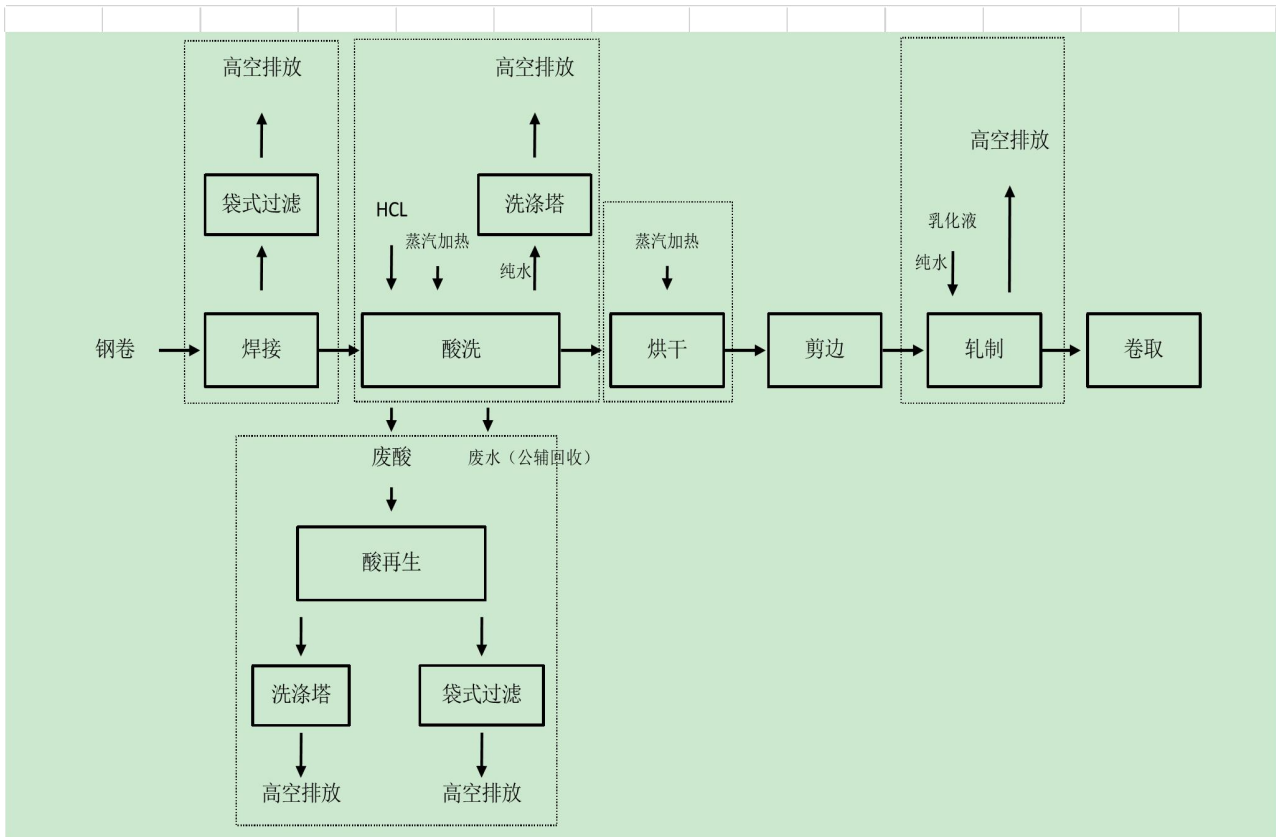 高空排放
高空排放
高空排放
袋式过滤
洗涤塔
HCL
乳化液
蒸汽加热
蒸汽加热
纯水
纯水
钢卷
焊接
酸洗
烘干
剪边
轧制
卷取
废酸
废水（公辅回收）
酸再生
洗涤塔
袋式过滤
高空排放
高空排放